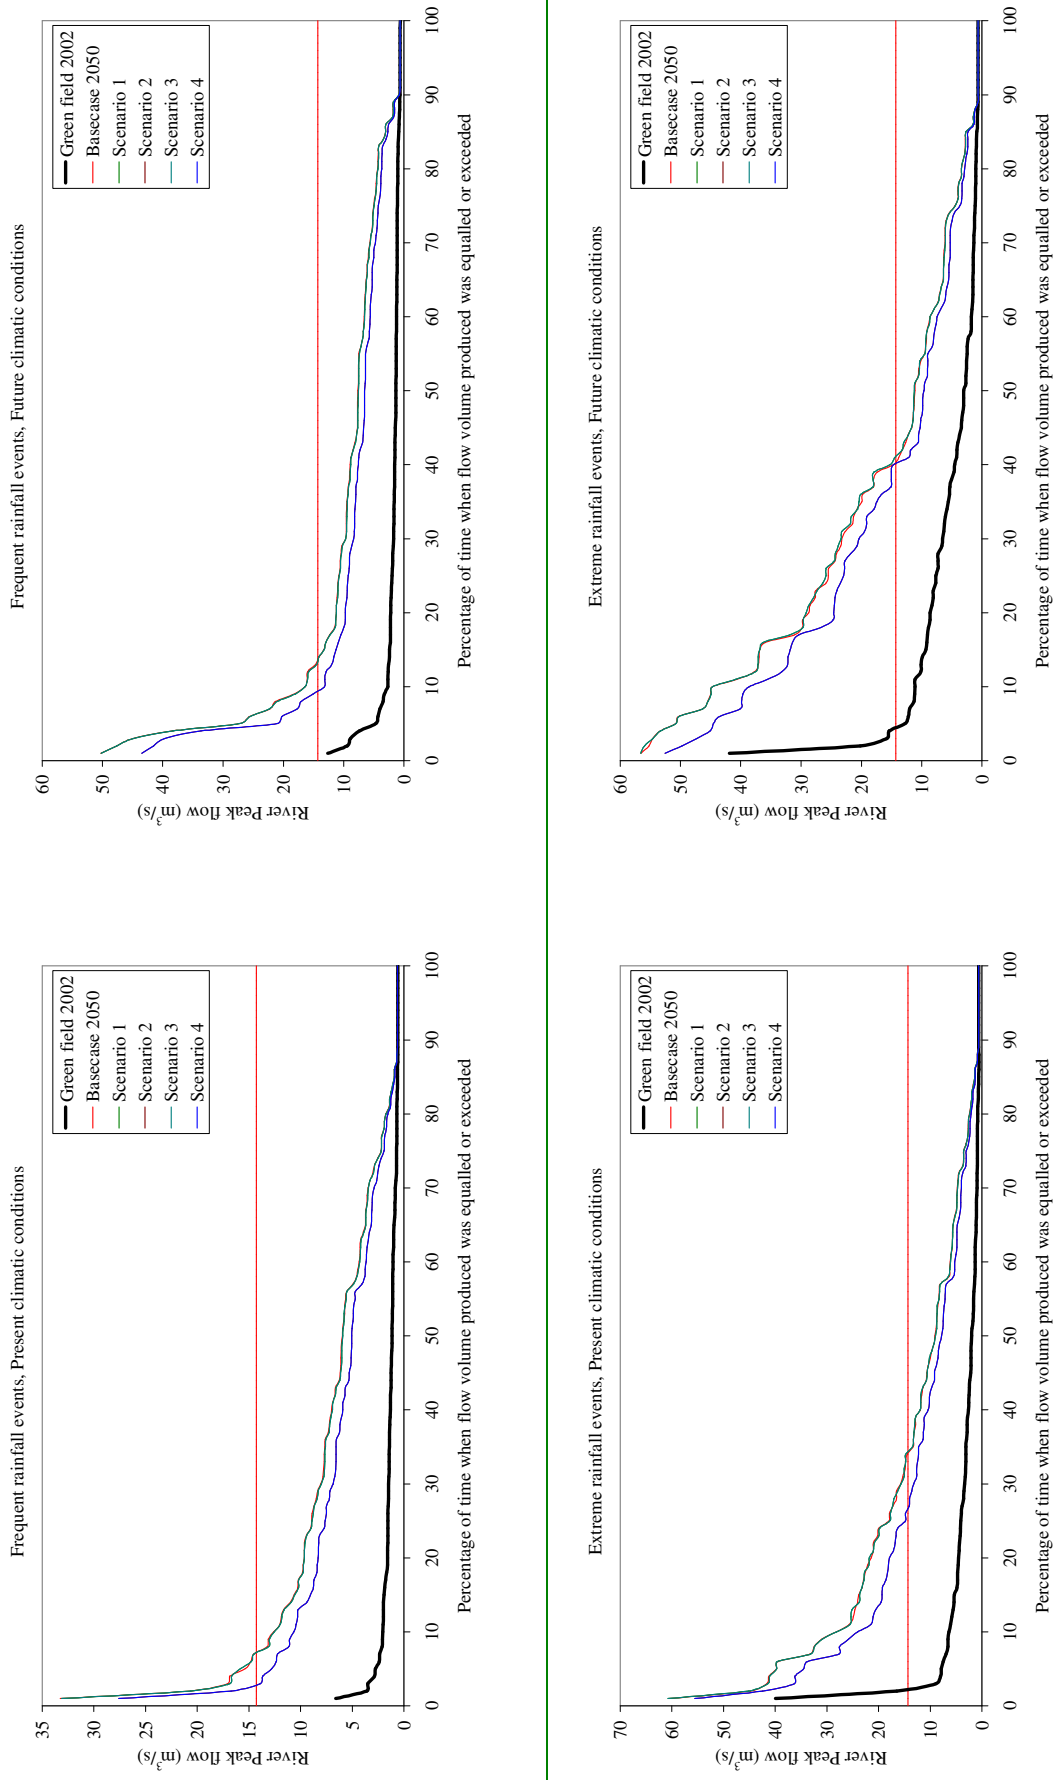 Frequent rainfall events, Present climatic conditions
35
30
25
20
15
10
5
0
River Peak flow (m³/s)
0 10 20 30 40 50 60 70 80 90 100
Percentage of time when flow volume produced was equalled or exceeded
Green field 2002
Basecase 2050
Scenario 1
Scenario 2
Scenario 3
Scenario 4
Frequent rainfall events, Future climatic conditions
60
50
40
30
20
10
0
River Peak flow (m³/s)
0 10 20 30 40 50 60 70 80 90 100
Percentage of time when flow volume produced was equalled or exceeded
Green field 2002
Basecase 2050
Scenario 1
Scenario 2
Scenario 3
Scenario 4
Extreme rainfall events, Present climatic conditions
70
60
50
40
30
20
10
0
River Peak flow (m³/s)
0 10 20 30 40 50 60 70 80 90 100
Percentage of time when flow volume produced was equalled or exceeded
Green field 2002
Basecase 2050
Scenario 1
Scenario 2
Scenario 3
Scenario 4
Extreme rainfall events, Future climatic conditions
60
50
40
30
20
10
0
River Peak flow (m³/s)
0 10 20 30 40 50 60 70 80 90 100
Percentage of time when flow volume produced was equalled or exceeded
Green field 2002
Basecase 2050
Scenario 1
Scenario 2
Scenario 3
Scenario 4